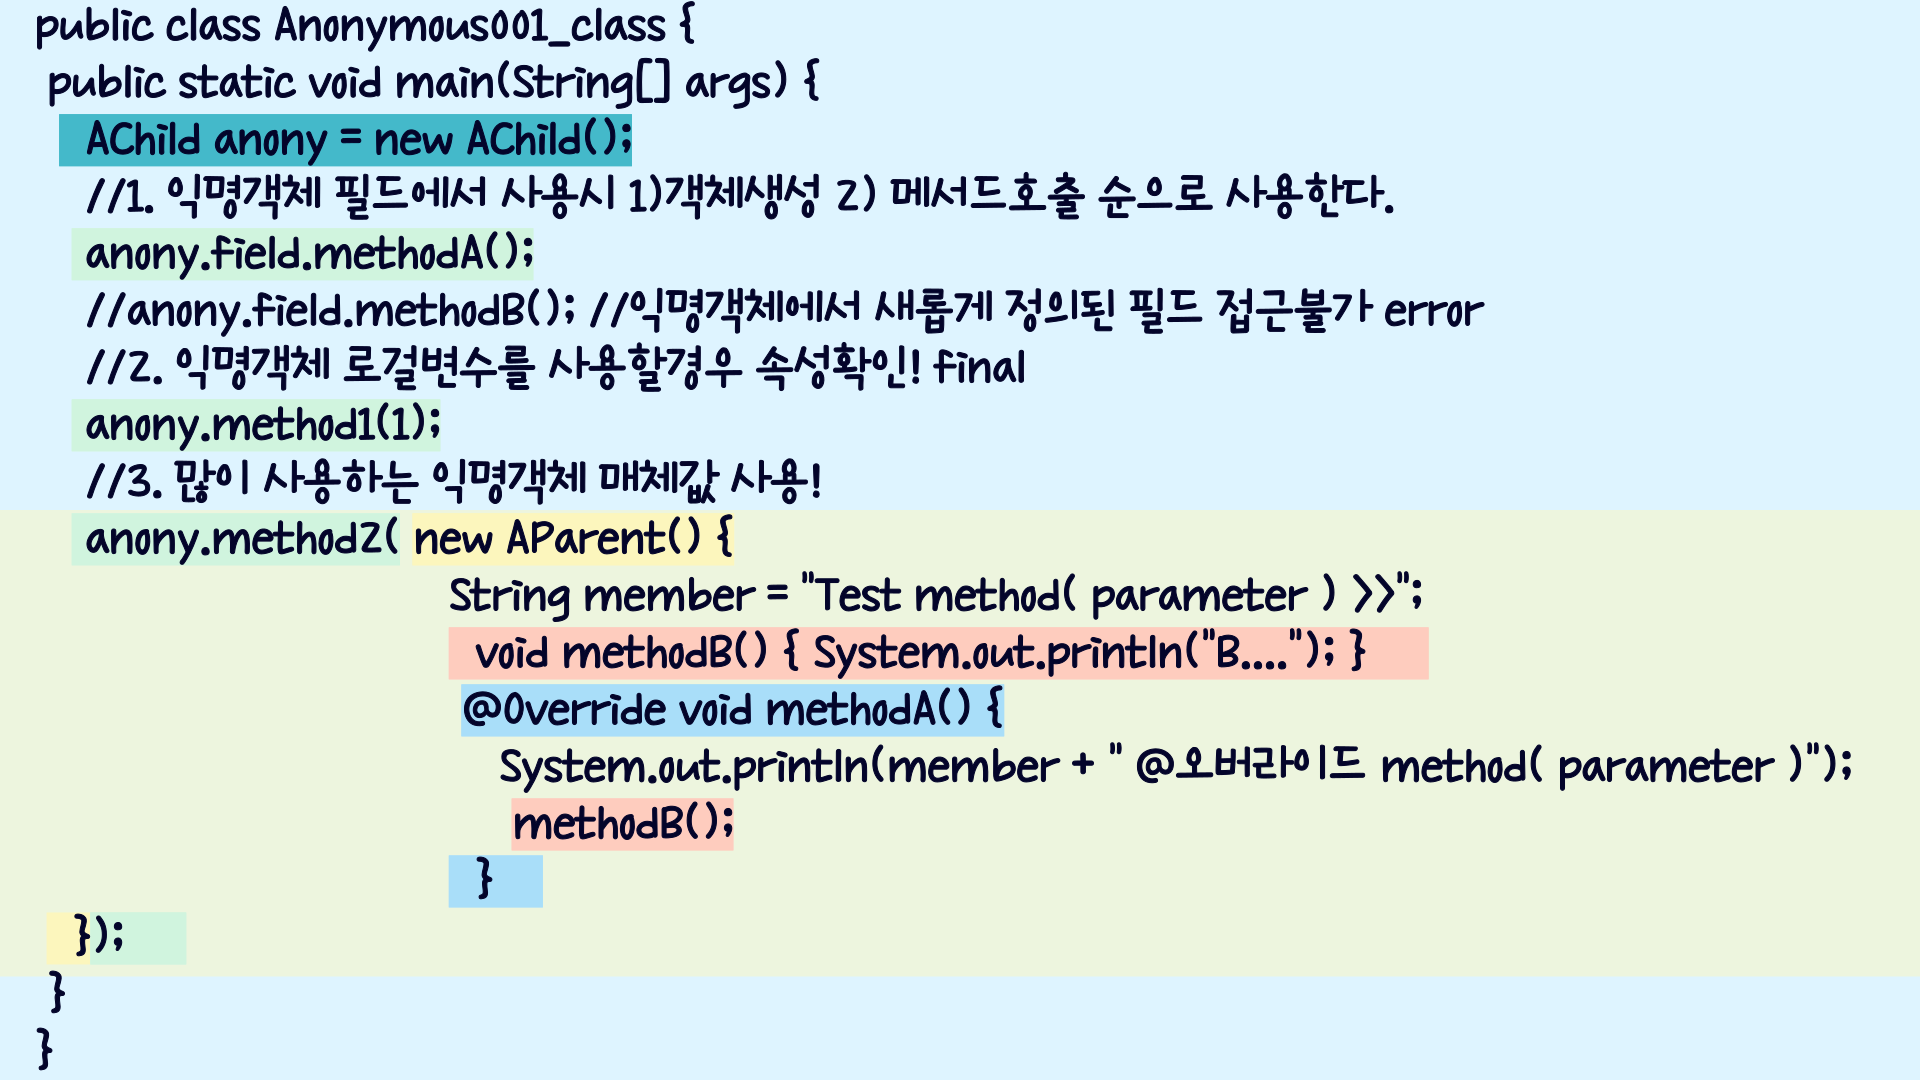 public class Anonymous001_class {
public static void main(String[] args) {
AChild anony = new AChild();
//1. 익명객체 필드에서 사용시 1)객체생성 2) 메서드호출 순으로 사용한다.
anony.field.methodA();
//anony.field.methodB(); //익명객체에서 새롭게 정의된 필드 접근불가 error
//2. 익명객체 로컬변수를 사용할경우 속성확인! final
anony.method1(1);
//3. 많이 사용하는 익명객체 매체값 사용!
anony.method2( new AParent() {
String member = "Test method( parameter ) >>";
void methodB() { System.out.println("B...."); }
@Override void methodA() {
System.out.println(member + " @오버라이드 method( parameter )");
methodB();
}
});
}
}